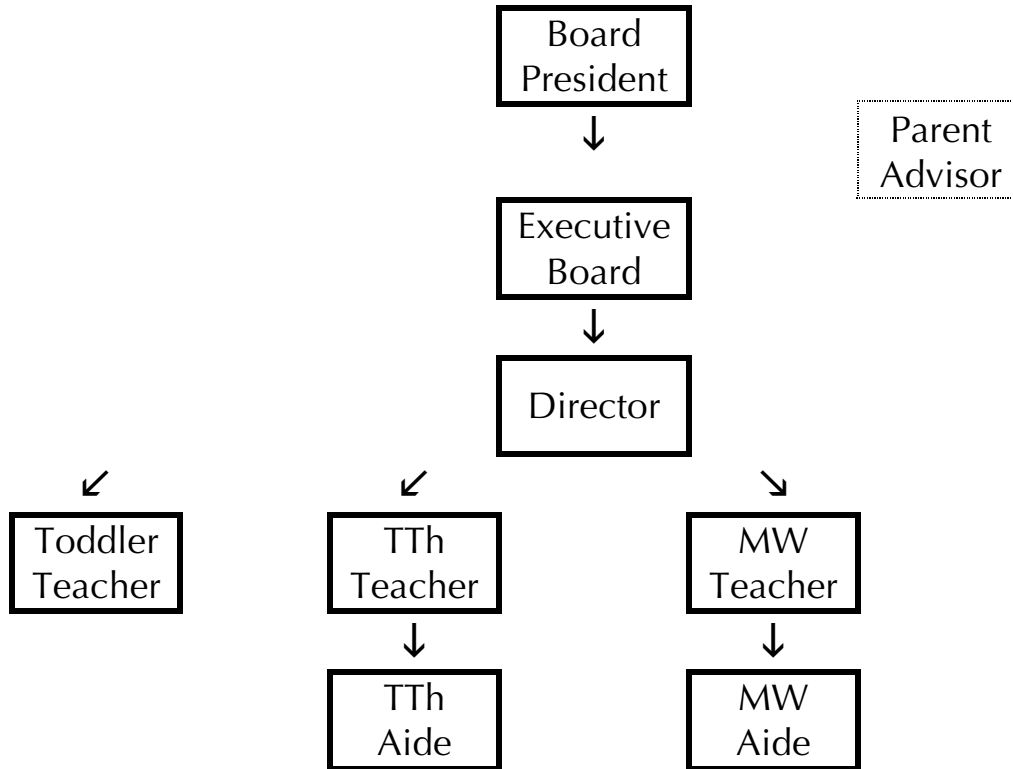 Board
President
Parent
Advisor
Executive
Board
Director
Toddler
Teacher
TTh
Teacher
MW
Teacher
TTh
Aide
MW
Aide